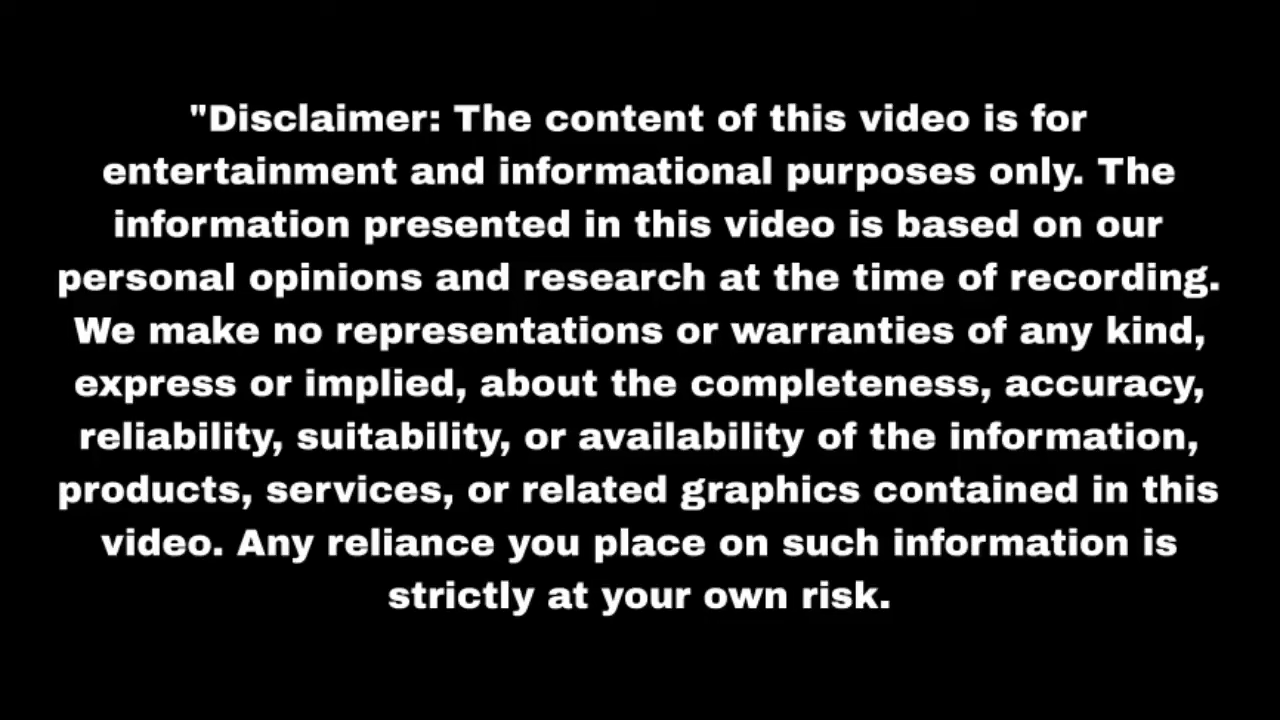 "Disclaimer: The content of this video is for
entertainment and informational purposes only. The
information presented in this video is based on our
personal opinions and research at the time of recording.
We make no representations or warranties of any kind,
express or implied, about the completeness, accuracy,
reliability, suitability, or availability of the information,
products, services, or related graphics contained in this
video. Any reliance you place on such information is
strictly at your own risk.